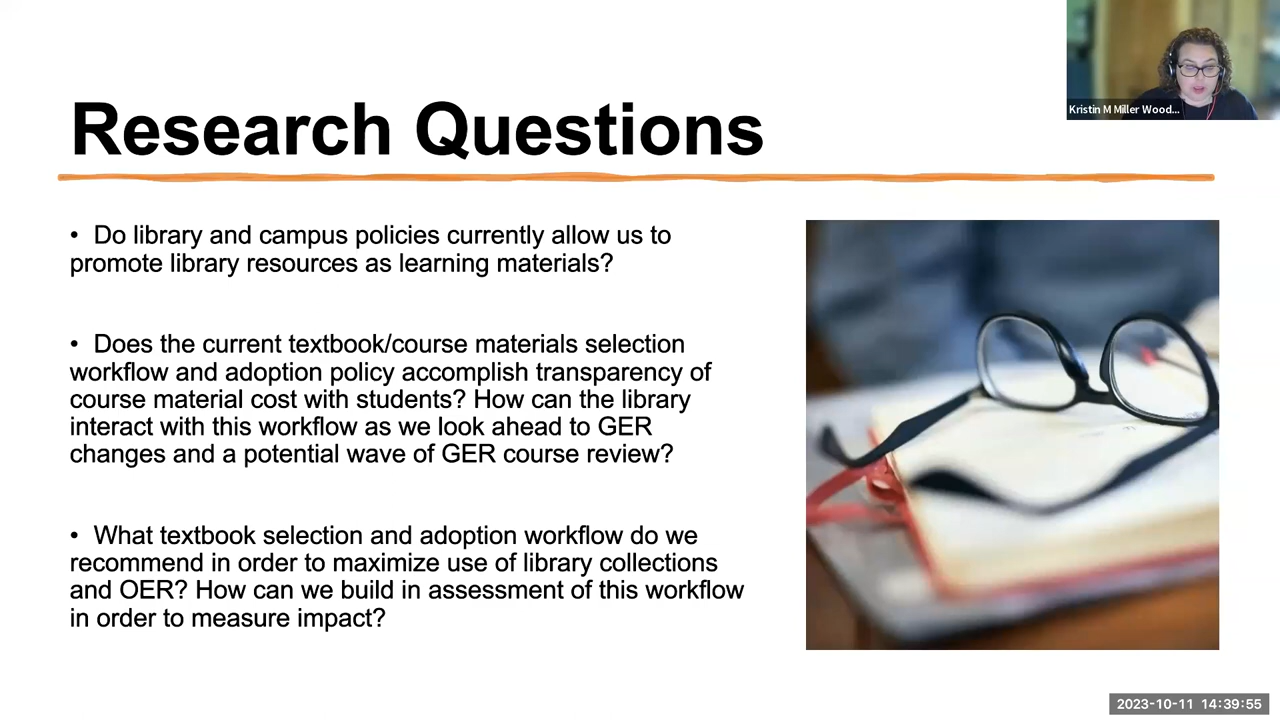 Kristin M Miller Wood...
Research Questions
• Do library and campus policies currently allow us to
promote library resources as learning materials?
• Does the current textbook/course materials selection
workflow and adoption policy accomplish transparency of
course material cost with students? How can the library
interact with this workflow as we look ahead to GER
changes and a potential wave of GER course review?
• What textbook selection and adoption workflow do we
recommend in order to maximize use of library collections
and OER? How can we build in assessment of this workflow
in order to measure impact?
2023-10-11 14:39:55